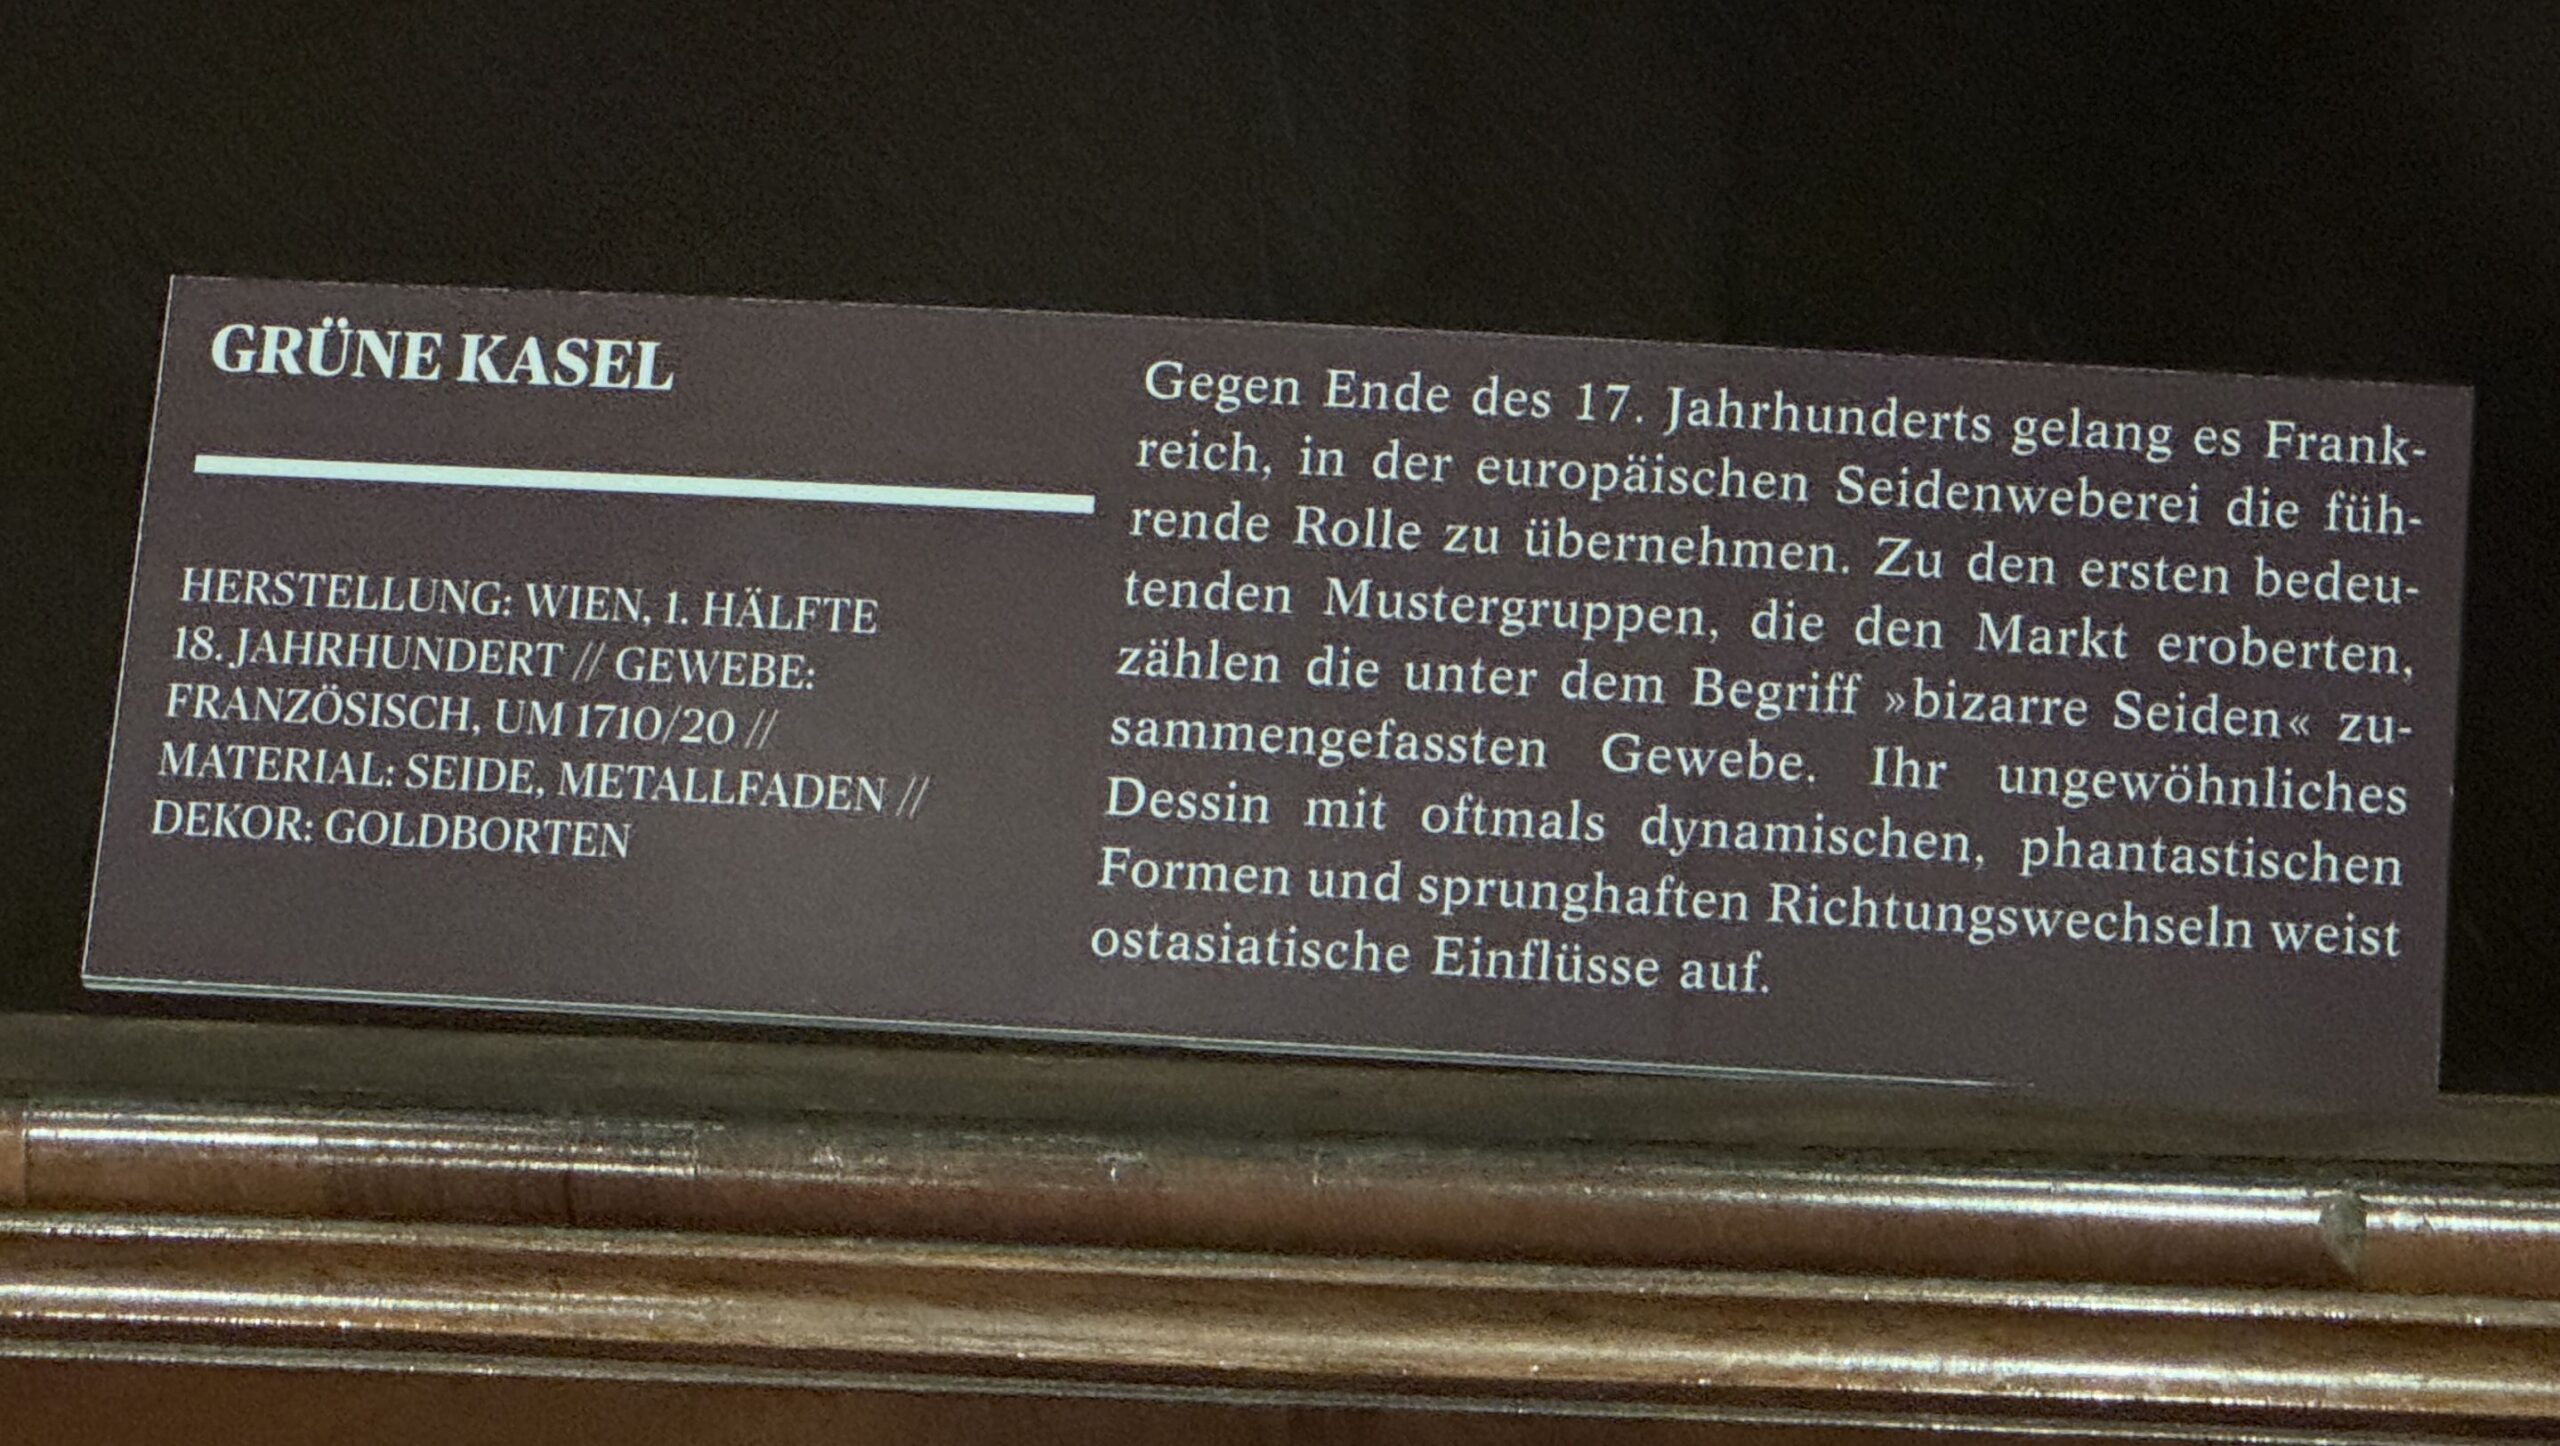 GRÜNE KASEL
HERSTELLUNG: WIEN, 1. HÄLFTE
18. JAHRHUNDERT // GEWEBE:
FRANZÖSISCH, UM 1710/20 //
MATERIAL: SEIDE, METALLFADEN //
DEKOR: GOLDBORTEN
Gegen Ende des 17. Jahrhunderts gelang es Frank-
reich, in der europäischen Seidenweberei die füh-
rende Rolle zu übernehmen. Zu den ersten bedeu-
tenden Mustergruppen, die den Markt eroberten,
zählen die unter dem Begriff »bizarre Seiden« zu-
sammengefassten Gewebe. Ihr ungewöhnliches
Dessin mit oftmals dynamischen, phantastischen
Formen und sprunghaften Richtungswechseln weist
ostasiatische Einflüsse auf.